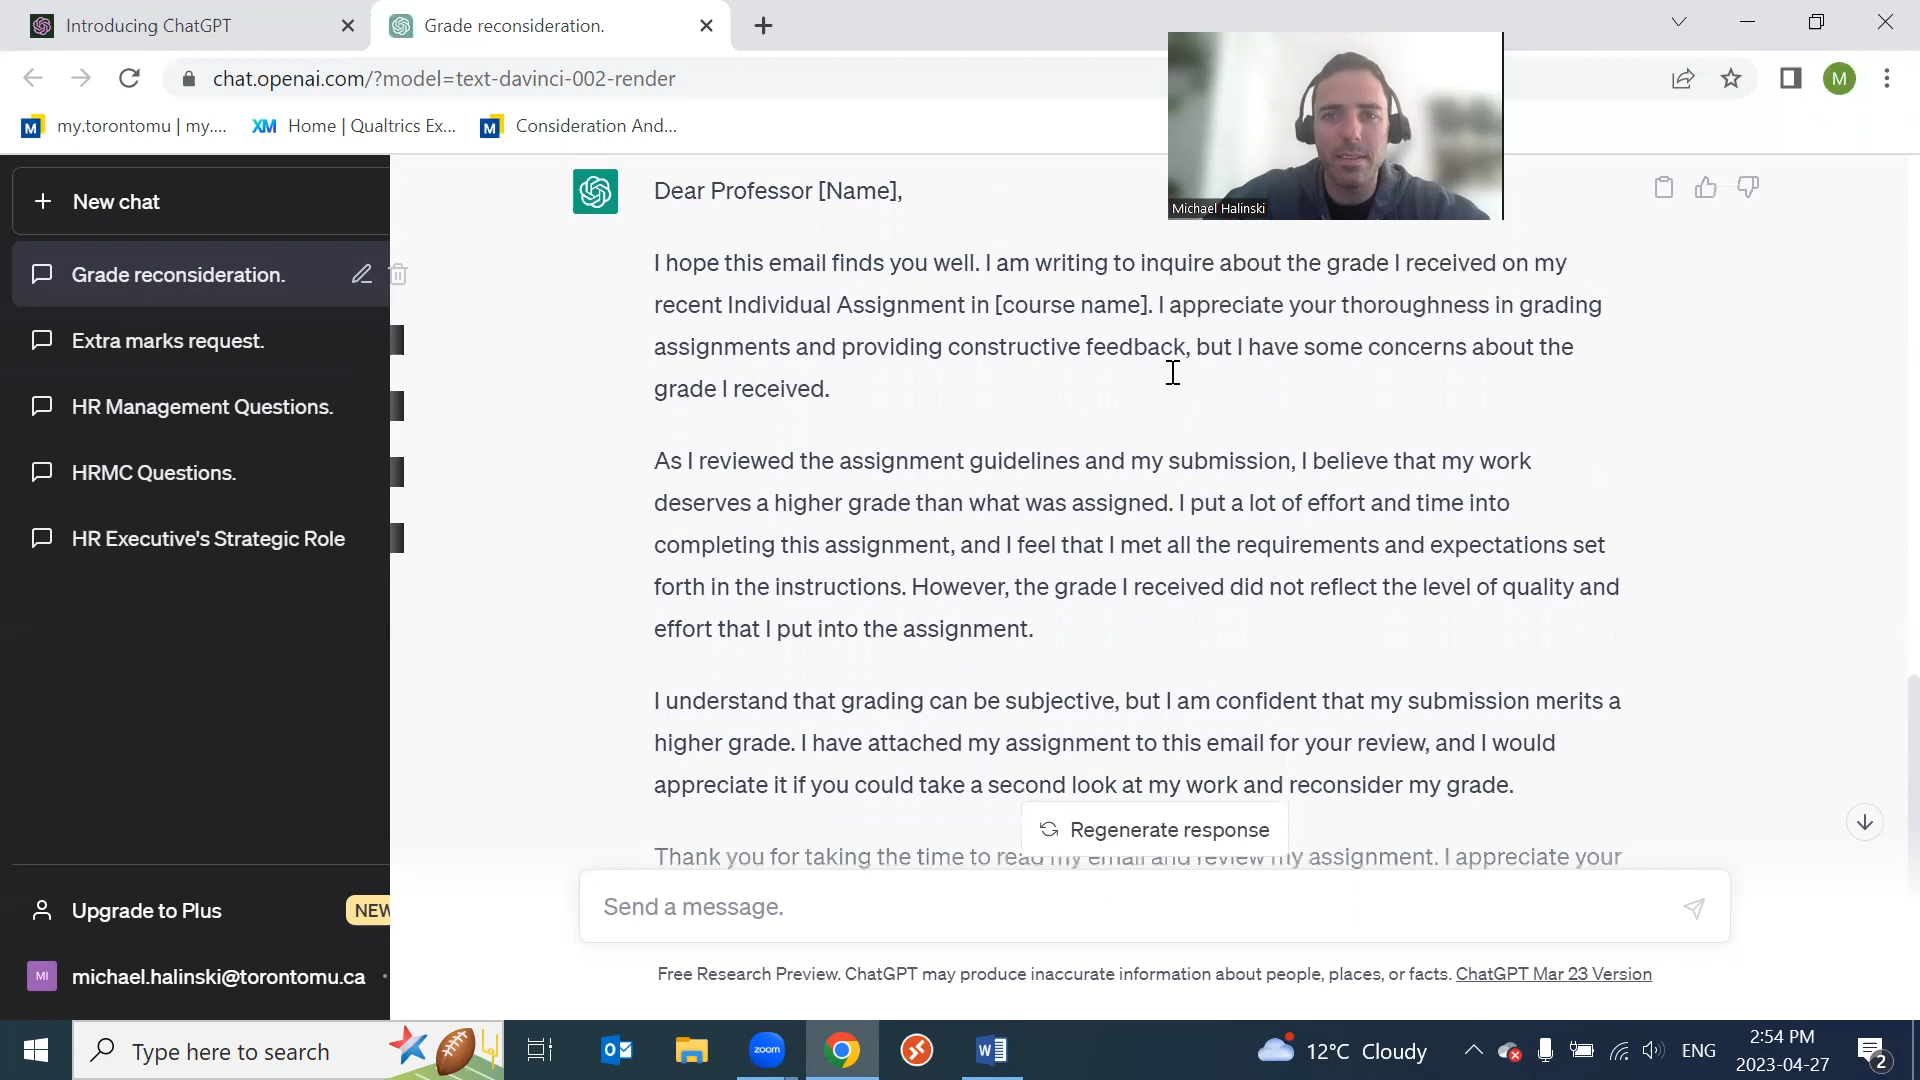 Introducing ChatGPT
Grade reconsideration.
chat.openai.com/?model=text-davinci-002-render
M
my.torontomu | my....
XM Home | Qualtrics Ex...
M Consideration And...
M
Michael Halinski
New chat
Grade reconsideration.
Extra marks request.
HR Management Questions.
HRMC Questions.
HR Executive's Strategic Role
Upgrade to Plus
NEW
MI
michael.halinski@torontomu.ca
Dear Professor [Name],
I hope this email finds you well. I am writing to inquire about the grade I received on my
recent Individual Assignment in [course name]. I appreciate your thoroughness in grading
assignments and providing constructive feedback, but I have some concerns about the
grade I received.
As I reviewed the assignment guidelines and my submission, I believe that my work
deserves a higher grade than what was assigned. I put a lot of effort and time into
completing this assignment, and I feel that I met all the requirements and expectations set
forth in the instructions. However, the grade I received did not reflect the level of quality and
effort that I put into the assignment.
I understand that grading can be subjective, but I am confident that my submission merits a
higher grade. I have attached my assignment to this email for your review, and I would
appreciate it if you could take a second look at my work and reconsider my grade.
Thank you for taking the time to read my email and review my assignment. I appreciate your
Regenerate response
Send a message.
Free Research Preview. ChatGPT may produce inaccurate information about people, places, or facts. ChatGPT Mar 23 Version
Type here to search
zoom
12°C Cloudy
ENG
2:54 PM
2023-04-27
2